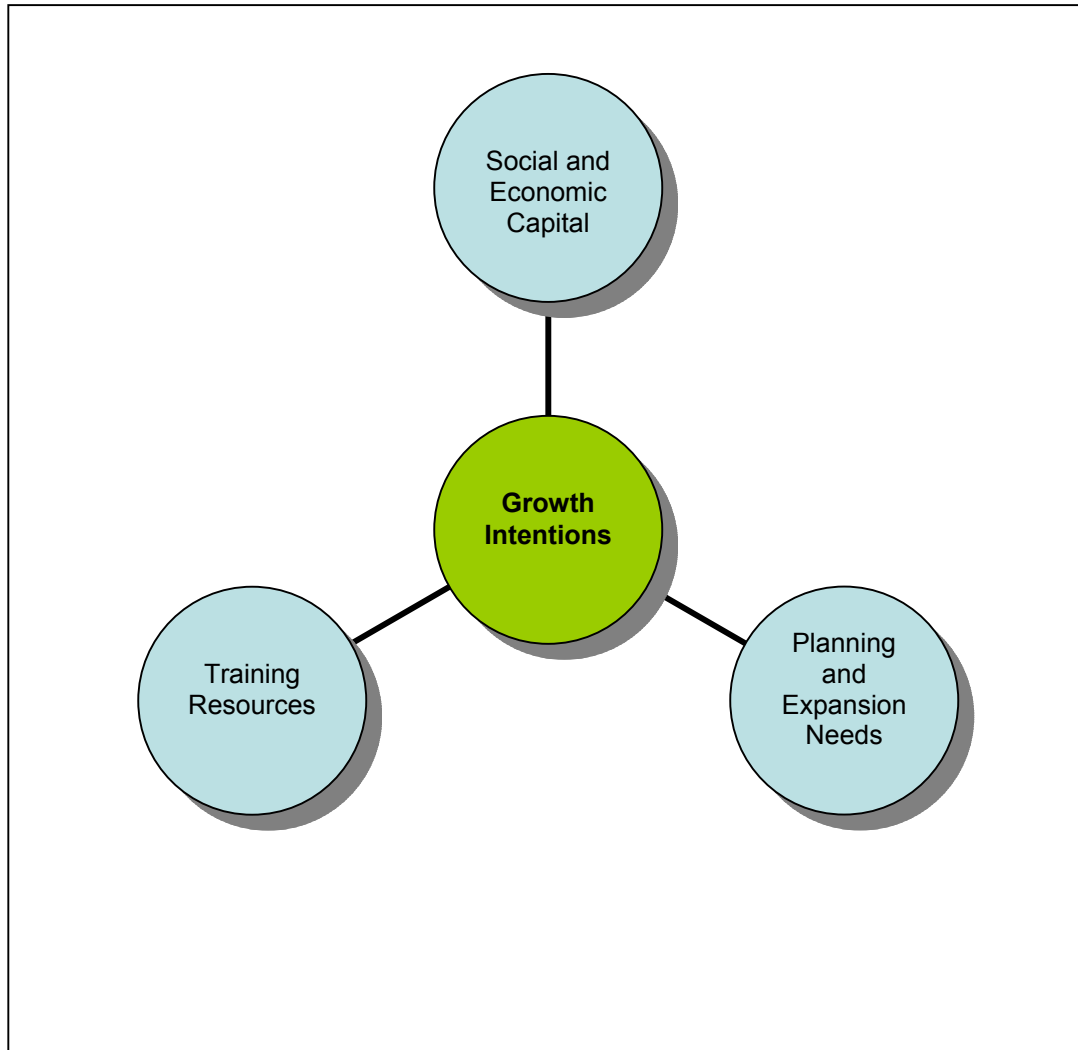 Social and
Economic
Capital
Growth
Intentions
Training
Resources
Planning
and
Expansion
Needs